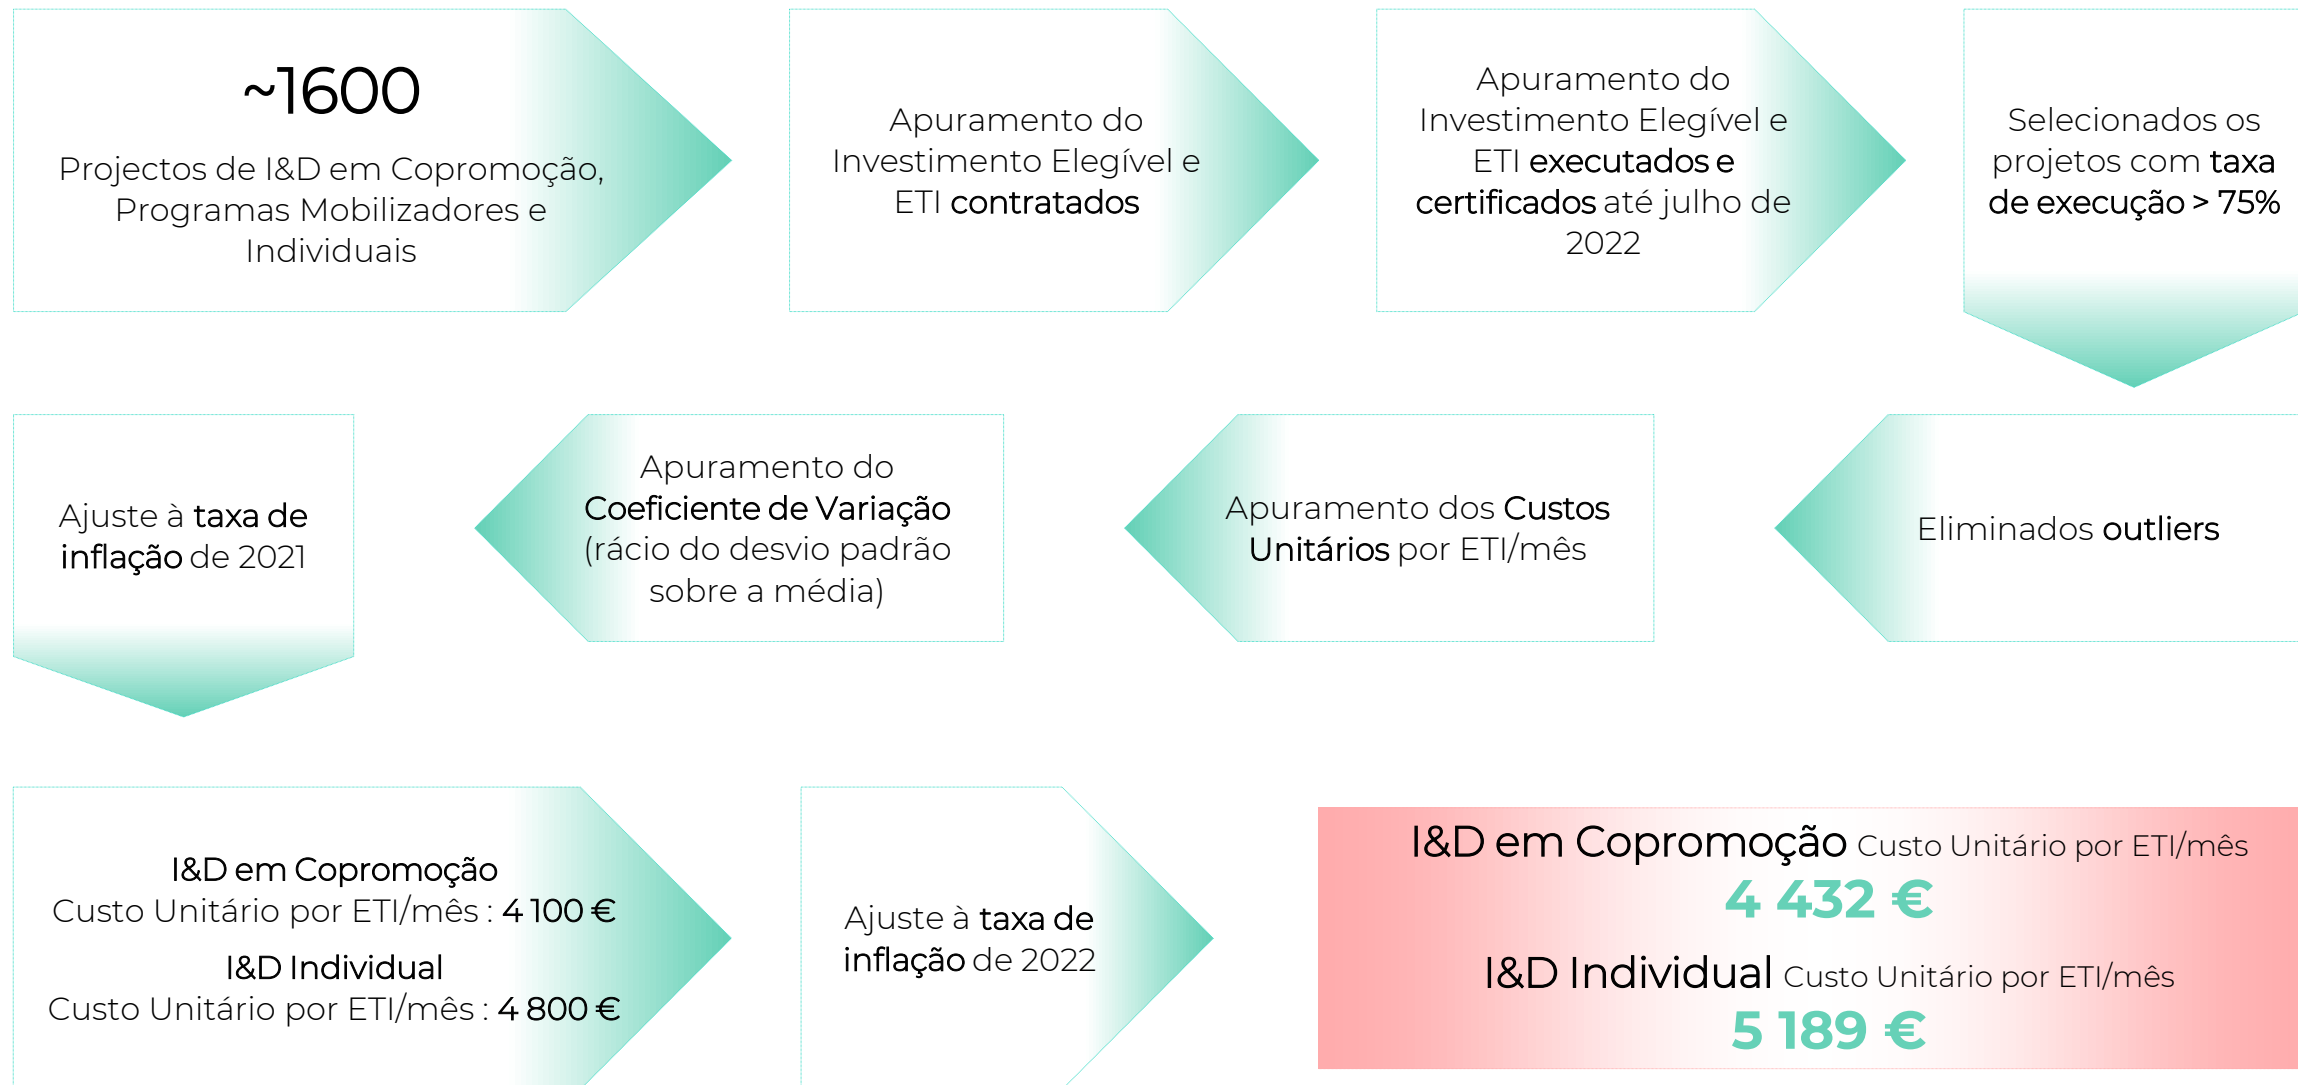 ~1600
Projectos de I&D em Copromoção,
Programas Mobilizadores e
Individuais
Apuramento do
Investimento Elegível e
ETI contratados
Apuramento do
Investimento Elegível e
ETI executados e
certificados até julho de
2022
Selecionados os
projetos com taxa
de execução > 75%
Eliminados outliers
Apuramento dos Custos
Unitários por ETI/mês
Apuramento do
Coeficiente de Variação
(rácio do desvio padrão
sobre a média)
Ajuste à taxa de
inflação de 2021
I&D em Copromoção
Custo Unitário por ETI/mês : 4 100 €
I&D Individual
Custo Unitário por ETI/mês : 4 800 €
Ajuste à taxa de
inflação de 2022
I&D em Copromoção Custo Unitário por ETI/mês
4 432 €
I&D Individual Custo Unitário por ETI/mês
5 189 €